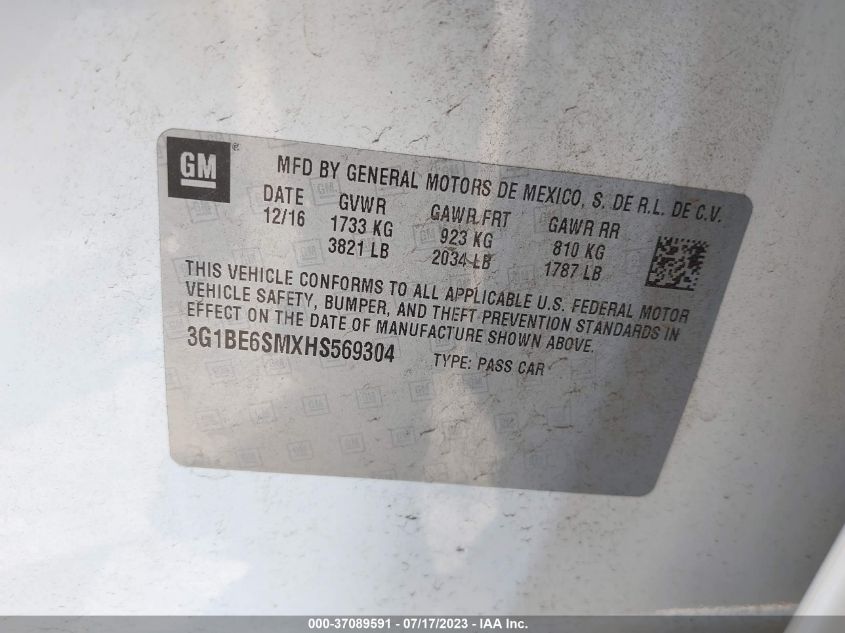 GM®
MFD BY GENERAL MOTORS DE MEXICO, S. DE R.L. DE C.V.
DATE GVWR GAWR FRT GAWR RR
12/16 1733 KG 923 KG 810 KG
3821 LB 2034 LB 1787 LB
THIS VEHICLE CONFORMS TO ALL APPLICABLE U.S. FEDERAL MOTOR
VEHICLE SAFETY, BUMPER, AND THEFT PREVENTION STANDARDS IN
EFFECT ON THE DATE OF MANUFACTURE SHOWN ABOVE.
3G1BE6SMXHS569304 TYPE: PASS CAR
000-37089591 - 07/17/2023 - IAA Inc.